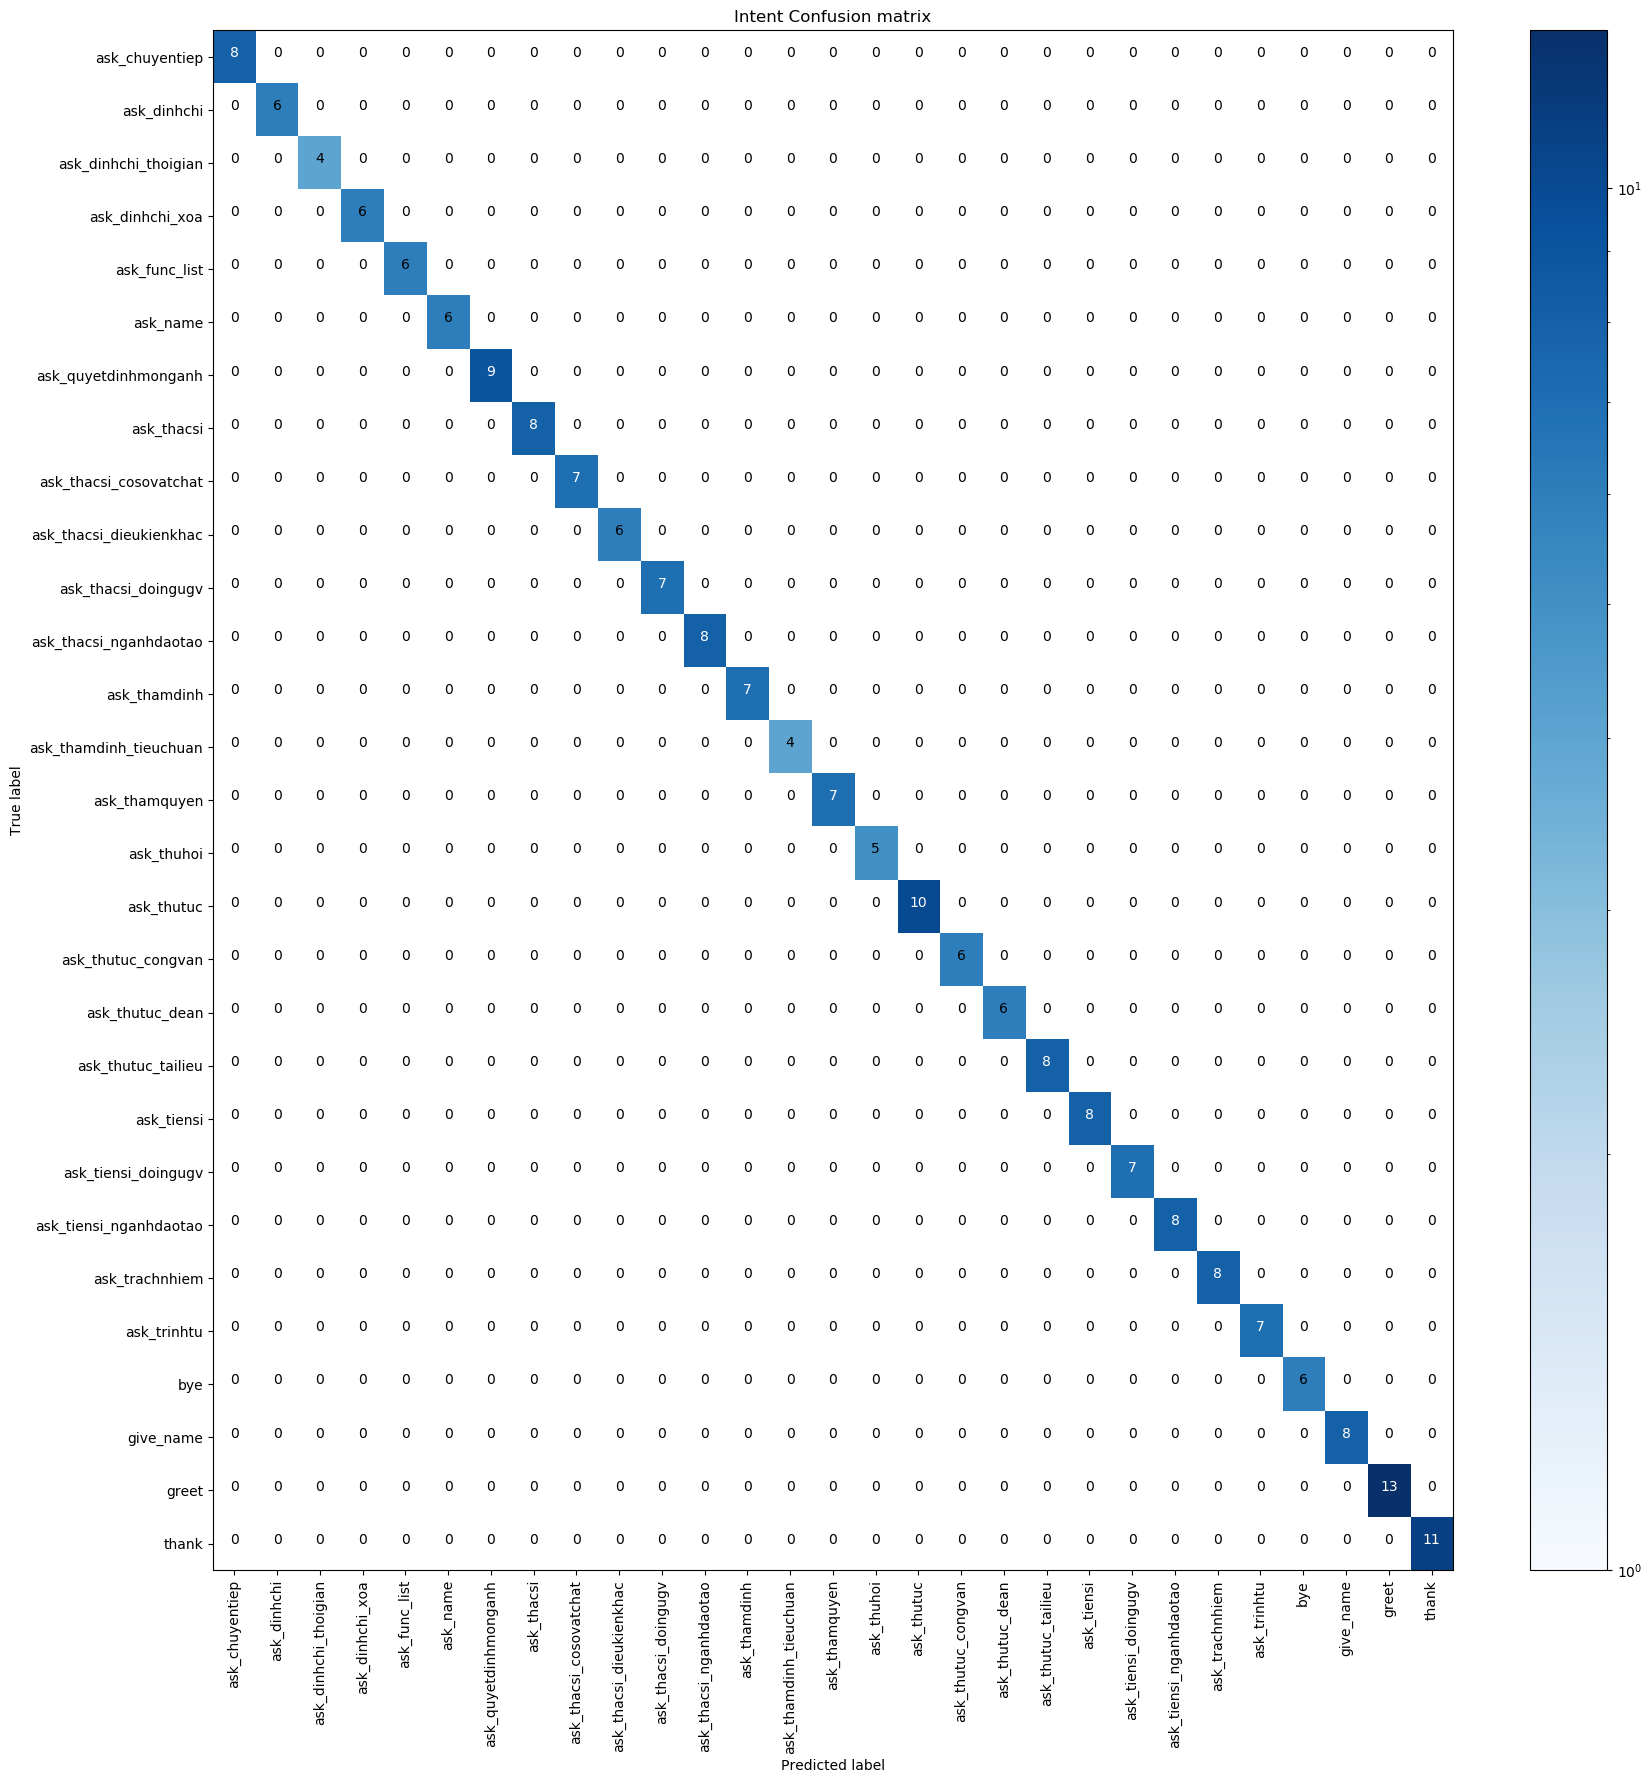 Intent Confusion matrix
ask_chuyentiep 8 0 0 0 0 0 0 0 0 0 0 0 0 0 0 0 0 0 0 0 0 0 0 0 0 0 0 0 0
ask_dinhchi 0 6 0 0 0 0 0 0 0 0 0 0 0 0 0 0 0 0 0 0 0 0 0 0 0 0 0 0 0
ask_dinhchi_thoigian 0 0 4 0 0 0 0 0 0 0 0 0 0 0 0 0 0 0 0 0 0 0 0 0 0 0 0 0 0
ask_dinhchi_xoa 0 0 0 6 0 0 0 0 0 0 0 0 0 0 0 0 0 0 0 0 0 0 0 0 0 0 0 0 0
ask_func_list 0 0 0 0 6 0 0 0 0 0 0 0 0 0 0 0 0 0 0 0 0 0 0 0 0 0 0 0 0
ask_name 0 0 0 0 0 6 0 0 0 0 0 0 0 0 0 0 0 0 0 0 0 0 0 0 0 0 0 0 0
ask_quyetdinhmonganh 0 0 0 0 0 0 9 0 0 0 0 0 0 0 0 0 0 0 0 0 0 0 0 0 0 0 0 0 0
ask_thacsi 0 0 0 0 0 0 0 8 0 0 0 0 0 0 0 0 0 0 0 0 0 0 0 0 0 0 0 0 0
ask_thacsi_cosovatchat 0 0 0 0 0 0 0 0 7 0 0 0 0 0 0 0 0 0 0 0 0 0 0 0 0 0 0 0 0
ask_thacsi_dieukienkhac 0 0 0 0 0 0 0 0 0 6 0 0 0 0 0 0 0 0 0 0 0 0 0 0 0 0 0 0 0
ask_thacsi_doingugv 0 0 0 0 0 0 0 0 0 0 7 0 0 0 0 0 0 0 0 0 0 0 0 0 0 0 0 0 0
ask_thacsi_nganhdaotao 0 0 0 0 0 0 0 0 0 0 0 8 0 0 0 0 0 0 0 0 0 0 0 0 0 0 0 0 0
ask_thamdinh 0 0 0 0 0 0 0 0 0 0 0 0 7 0 0 0 0 0 0 0 0 0 0 0 0 0 0 0 0
ask_thamdinh_tieuchuan 0 0 0 0 0 0 0 0 0 0 0 0 0 4 0 0 0 0 0 0 0 0 0 0 0 0 0 0 0
ask_thamquyen 0 0 0 0 0 0 0 0 0 0 0 0 0 0 7 0 0 0 0 0 0 0 0 0 0 0 0 0 0
ask_thuhoi 0 0 0 0 0 0 0 0 0 0 0 0 0 0 0 5 0 0 0 0 0 0 0 0 0 0 0 0 0
ask_thutuc 0 0 0 0 0 0 0 0 0 0 0 0 0 0 0 0 10 0 0 0 0 0 0 0 0 0 0 0 0
ask_thutuc_congvan 0 0 0 0 0 0 0 0 0 0 0 0 0 0 0 0 0 6 0 0 0 0 0 0 0 0 0 0 0
ask_thutuc_dean 0 0 0 0 0 0 0 0 0 0 0 0 0 0 0 0 0 0 6 0 0 0 0 0 0 0 0 0 0
ask_thutuc_tailieu 0 0 0 0 0 0 0 0 0 0 0 0 0 0 0 0 0 0 0 8 0 0 0 0 0 0 0 0 0
ask_tiensi 0 0 0 0 0 0 0 0 0 0 0 0 0 0 0 0 0 0 0 0 8 0 0 0 0 0 0 0 0
ask_tiensi_doingugv 0 0 0 0 0 0 0 0 0 0 0 0 0 0 0 0 0 0 0 0 0 7 0 0 0 0 0 0 0
ask_tiensi_nganhdaotao 0 0 0 0 0 0 0 0 0 0 0 0 0 0 0 0 0 0 0 0 0 0 8 0 0 0 0 0 0
ask_trachnhiem 0 0 0 0 0 0 0 0 0 0 0 0 0 0 0 0 0 0 0 0 0 0 0 8 0 0 0 0 0
ask_trinhtu 0 0 0 0 0 0 0 0 0 0 0 0 0 0 0 0 0 0 0 0 0 0 0 0 7 0 0 0 0
bye 0 0 0 0 0 0 0 0 0 0 0 0 0 0 0 0 0 0 0 0 0 0 0 0 0 6 0 0 0
give_name 0 0 0 0 0 0 0 0 0 0 0 0 0 0 0 0 0 0 0 0 0 0 0 0 0 0 8 0 0
greet 0 0 0 0 0 0 0 0 0 0 0 0 0 0 0 0 0 0 0 0 0 0 0 0 0 0 0 13 0
thank 0 0 0 0 0 0 0 0 0 0 0 0 0 0 0 0 0 0 0 0 0 0 0 0 0 0 0 0 11
True label
ask_chuyentiep
ask_dinhchi
ask_dinhchi_thoigian
ask_dinhchi_xoa
ask_func_list
ask_name
ask_quyetdinhmonganh
ask_thacsi
ask_thacsi_cosovatchat
ask_thacsi_dieukienkhac
ask_thacsi_doingugv
ask_thacsi_nganhdaotao
ask_thamdinh
ask_thamdinh_tieuchuan
ask_thamquyen
ask_thuhoi
ask_thutuc
ask_thutuc_congvan
ask_thutuc_dean
ask_thutuc_tailieu
ask_tiensi
ask_tiensi_doingugv
ask_tiensi_nganhdaotao
ask_trachnhiem
ask_trinhtu
bye
give_name
greet
thank
Predicted label
10¹
10⁰